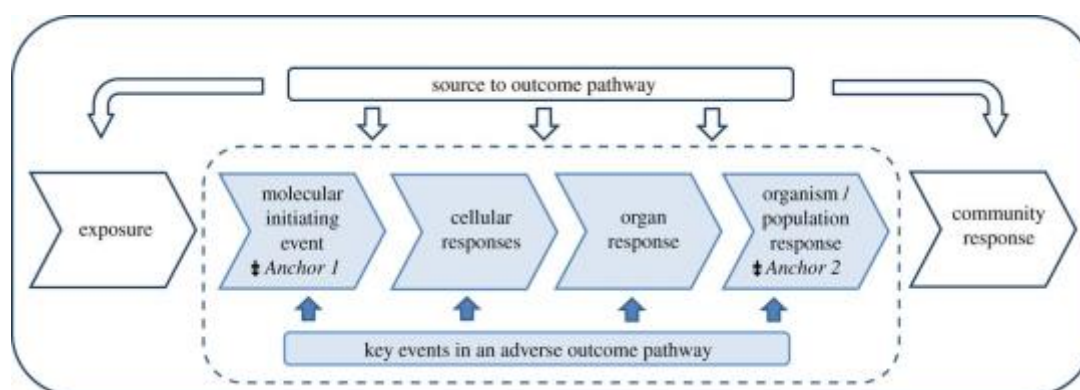 source to outcome pathway
exposure
molecular
initiating
event
‡ Anchor 1
cellular
responses
organ
response
organism /
population
response
‡ Anchor 2
community
response
key events in an adverse outcome pathway